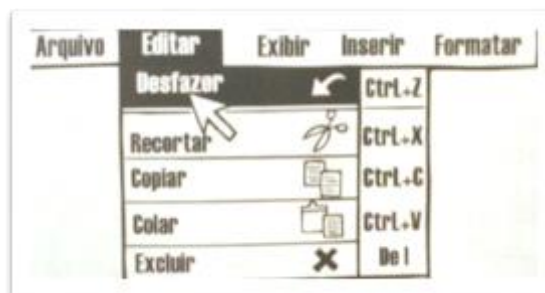 Arquivo Editar Exibir Inserir Formatar
Desfazer Ctrl+Z
Recortar Ctrl+X
Copiar Ctrl+C
Colar Ctrl+V
Excluir Del